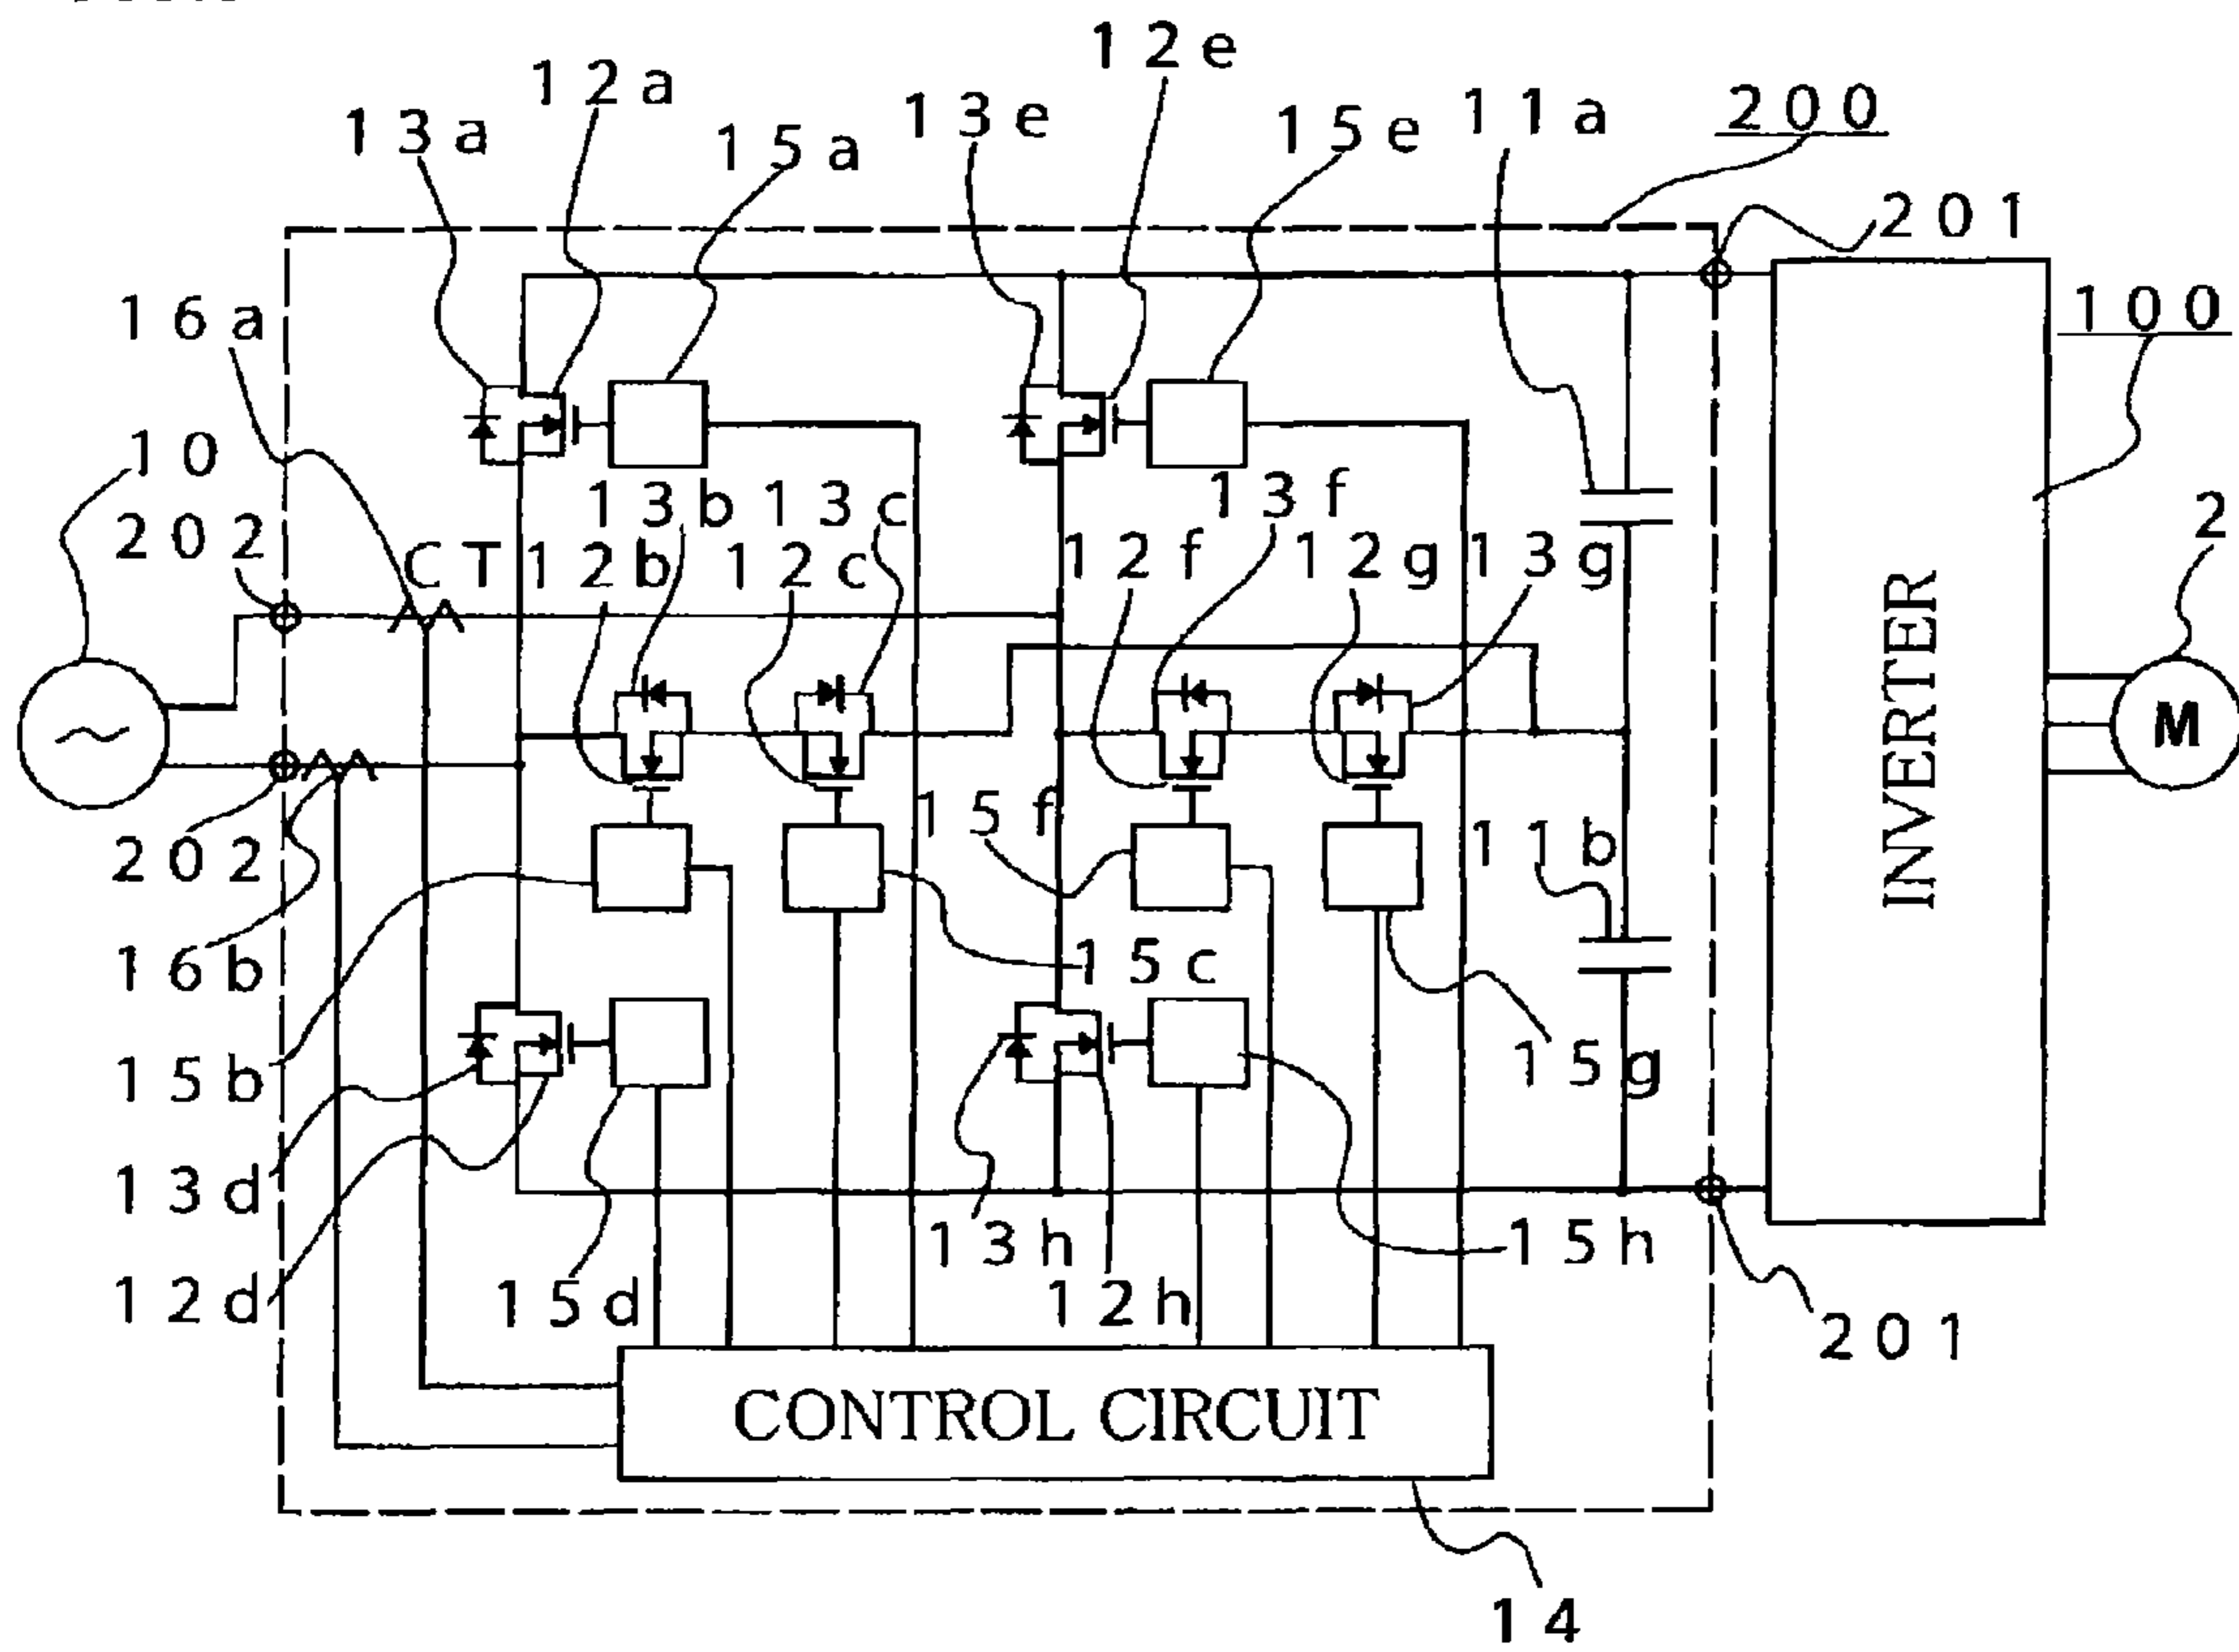 12e
12a
13e
11a
200
13a
15a
15e
201
16a
100
10
13b
13c
13f
2
202
CT
12b
12c
12f
12g
13g
INVERTER
M
15f
11b
202
16b
15c
15b
15g
13d
13h
15h
12d
15d
12h
201
CONTROL CIRCUIT
14